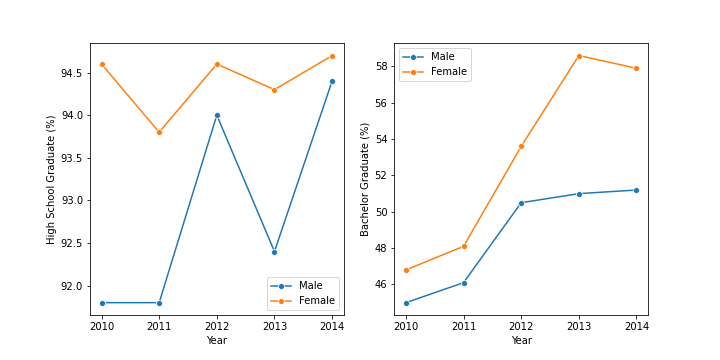 High School Graduate (%)
94.5
94.0
93.5
93.0
92.5
92.0
Male
Female
2010 2011 2012 2013 2014
Year
Bachelor Graduate (%)
58
56
54
52
50
48
46
Male
Female
2010 2011 2012 2013 2014
Year